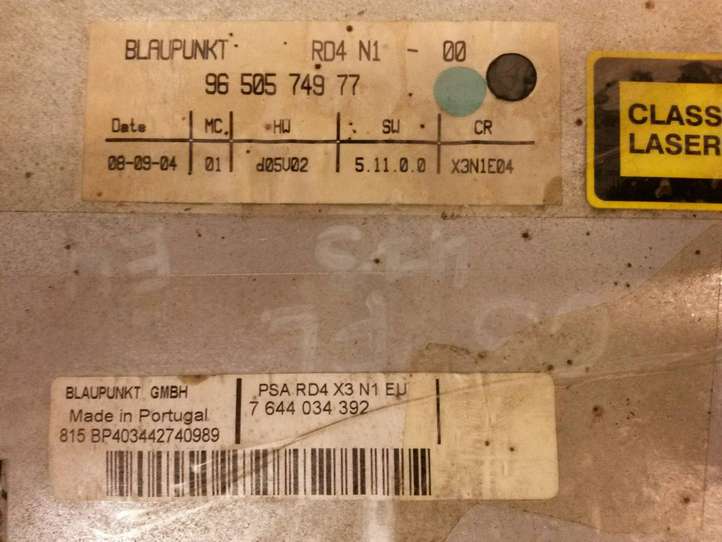 BLAUPUNKT RD4 N1 - 00
96 505 749 77
Date MC HW SW CR
08-09-04 01 d05V02 5.11.0.0 X3N1E04
CLASS
LASER
BLAUPUNKT GMBH PSA RD4 X3 N1 EU
Made in Portugal 7 644 034 392
815 BP403442740989